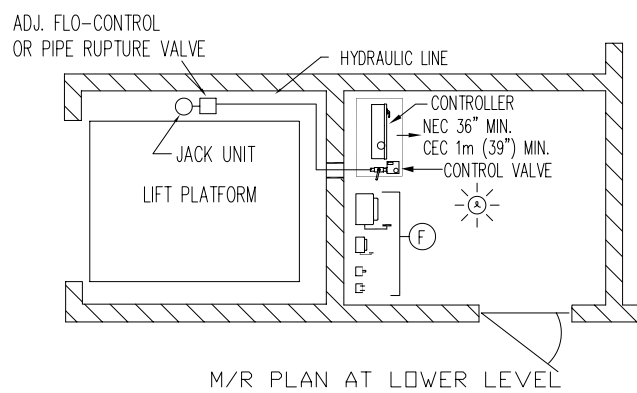 ADJ. FLO-CONTROL
OR PIPE RUPTURE VALVE
HYDRAULIC LINE
CONTROLLER
NEC 36" MIN.
CEC 1m (39") MIN.
CONTROL VALVE
JACK UNIT
LIFT PLATFORM
F
M/R PLAN AT LOWER LEVEL